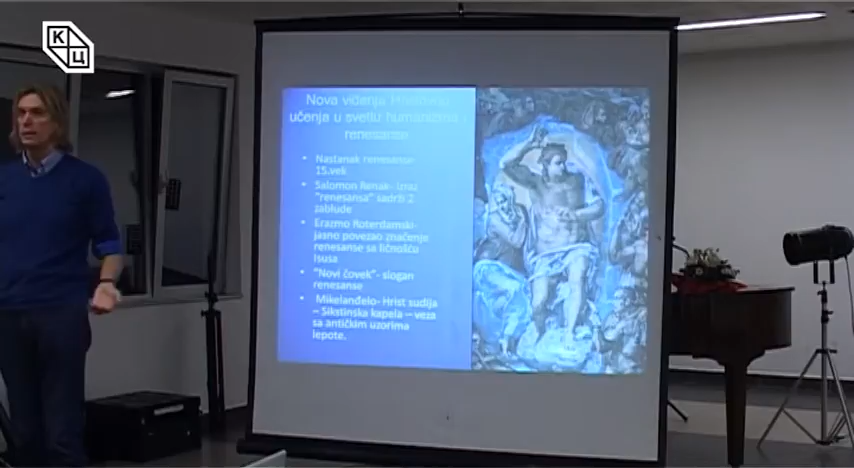 КЦ
Nova viđenja Hristovog
učenja u svetlu humanizma i
renesanse
• Nastanak renesanse-
15.vek
• Salomon Renak- izraz
"renesansa" sadrži 2
zablude
• Erazmo Roterdamski-
jasno povezao značenje
renesanse sa ličnošću
Isusa
• "Novi čovek"- slogan
renesanse
• Mikelanđelo- Hrist sudija
– Sikstinska kapela – veza
sa antičkim uzorima
lepote.